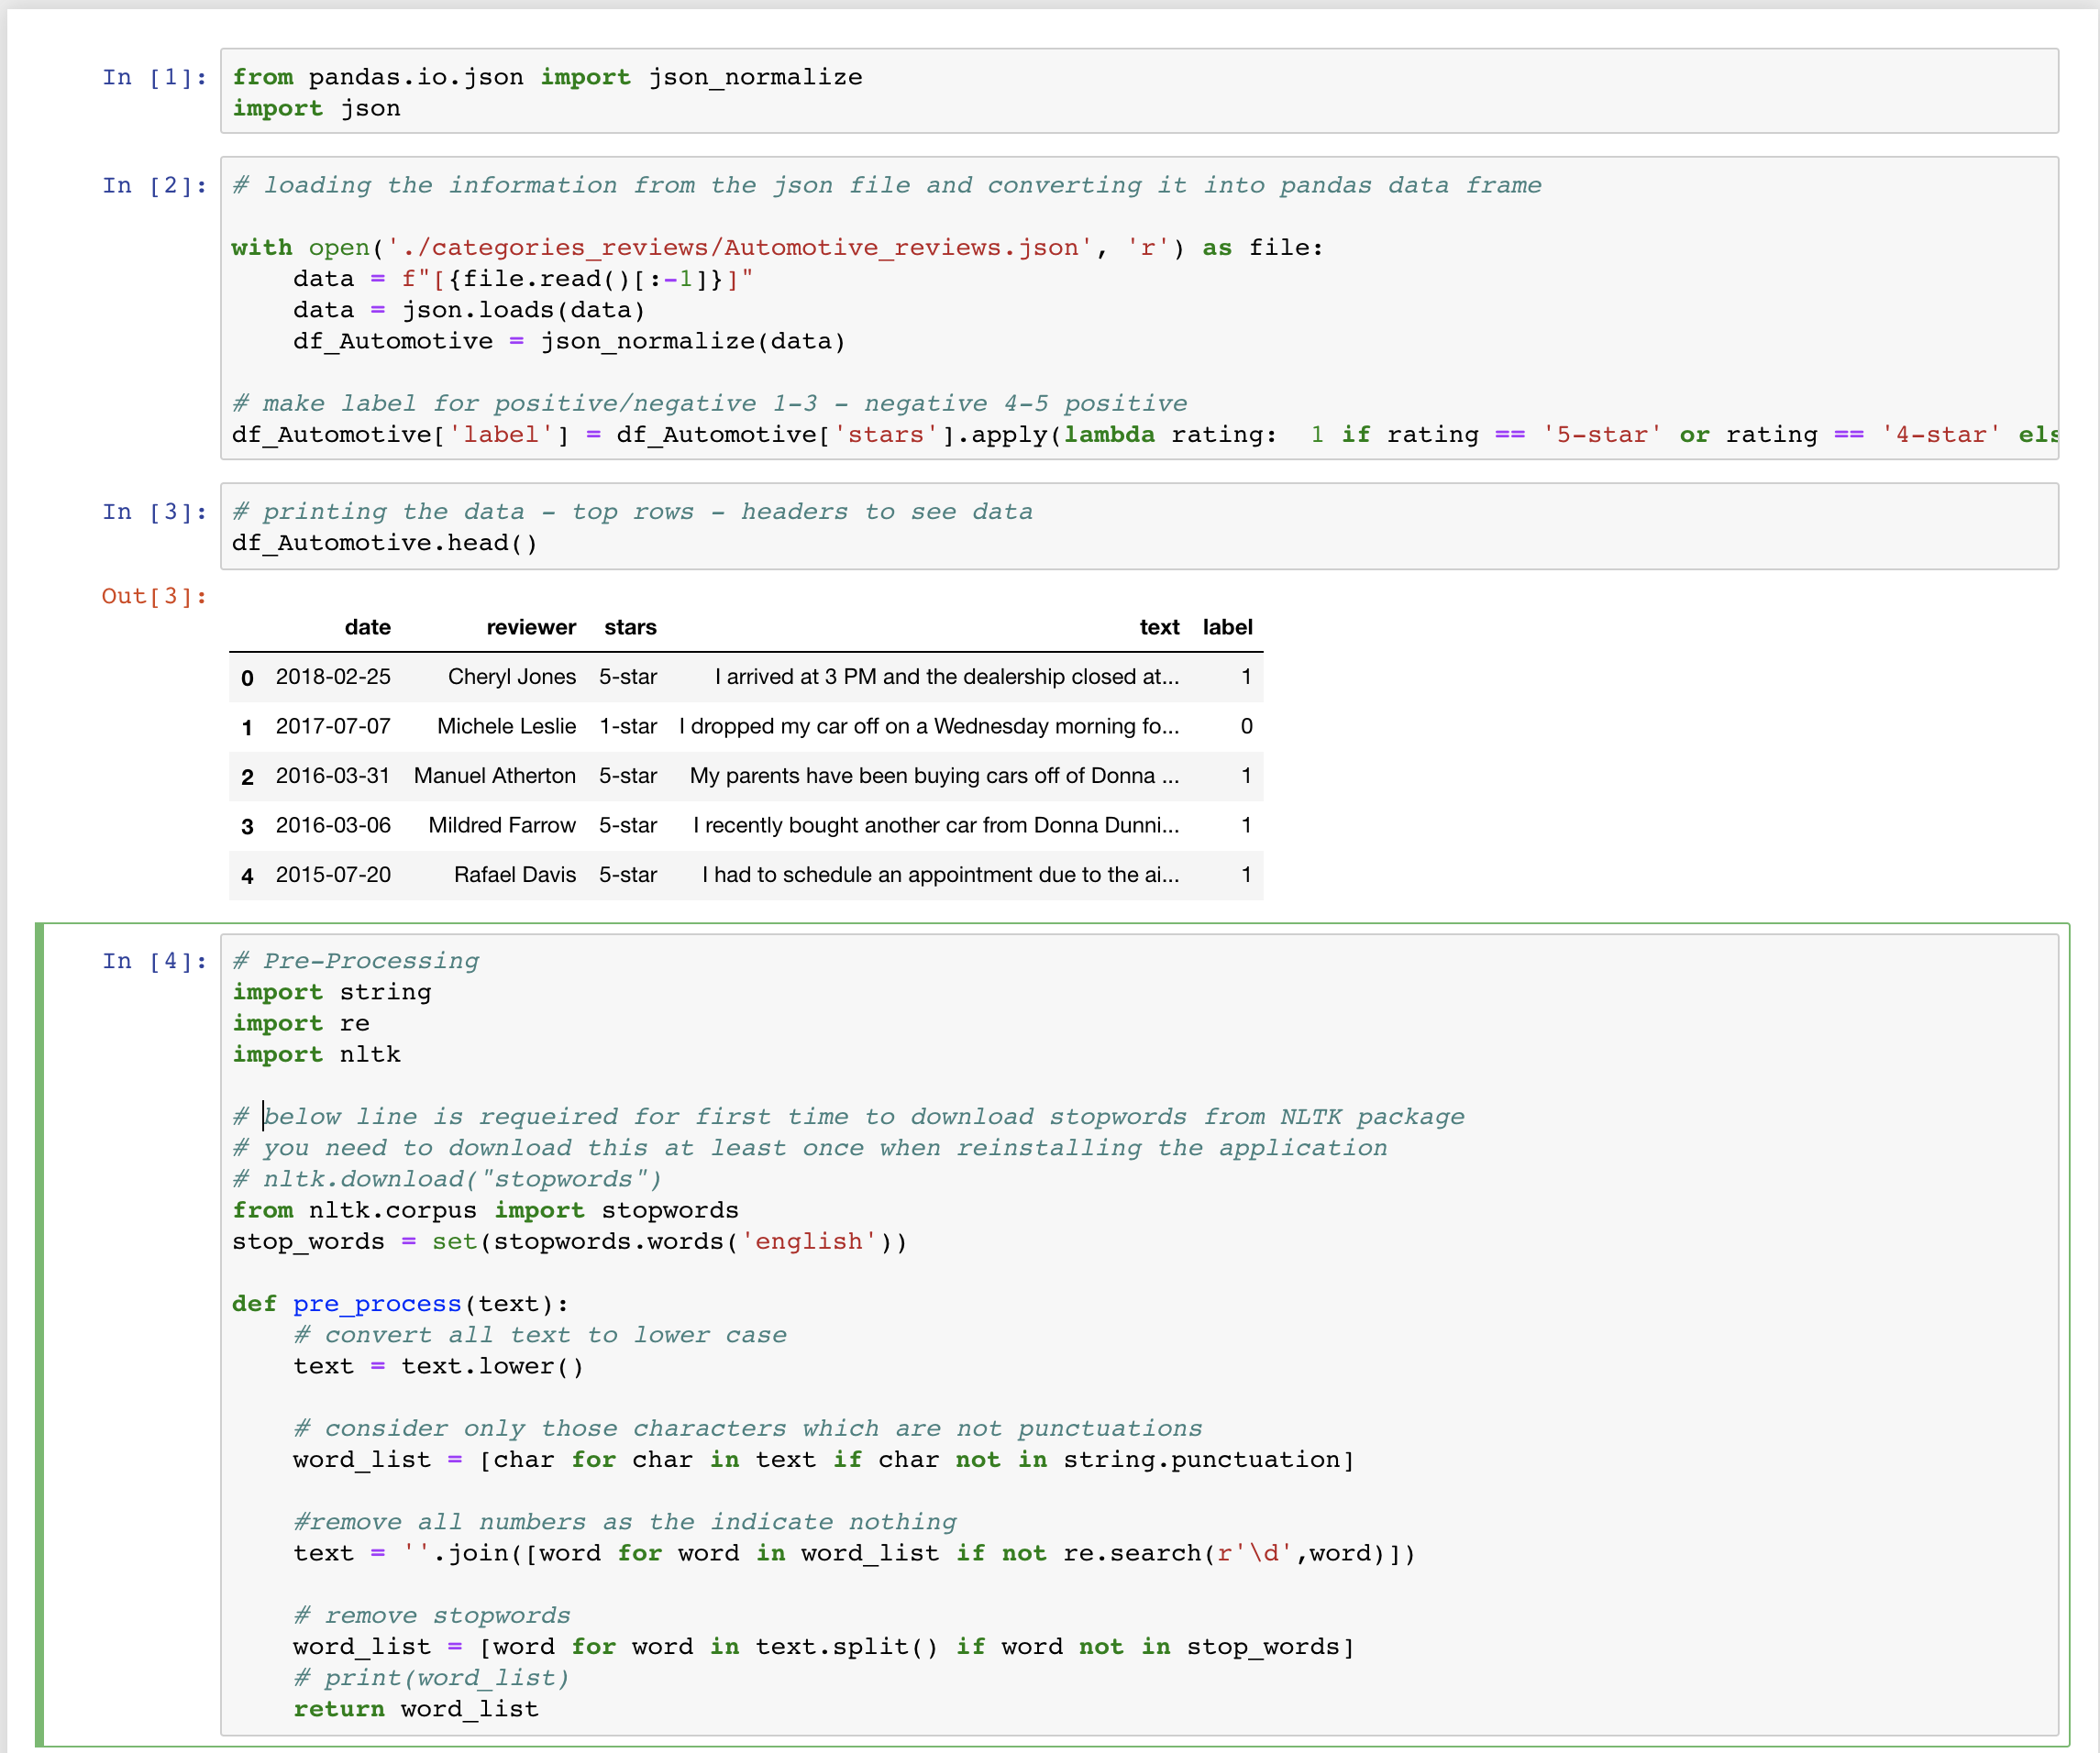 In [1]: from pandas.io.json import json_normalize
import json
In [2]: # loading the information from the json file and converting it into pandas data frame
with open('./categories_reviews/Automotive_reviews.json', 'r') as file:
    data = f"[{file.read()[:-1]}]"
    data = json.loads(data)
    df_Automotive = json_normalize(data)
# make label for positive/negative 1-3 - negative 4-5 positive
df_Automotive['label'] = df_Automotive['stars'].apply(lambda rating:  1 if rating == '5-star' or rating == '4-star' els
In [3]: # printing the data - top rows - headers to see data
df_Automotive.head()
Out[3]:
date reviewer stars text label
0 2018-02-25 Cheryl Jones 5-star I arrived at 3 PM and the dealership closed at... 1
1 2017-07-07 Michele Leslie 1-star I dropped my car off on a Wednesday morning fo... 0
2 2016-03-31 Manuel Atherton 5-star My parents have been buying cars off of Donna ... 1
3 2016-03-06 Mildred Farrow 5-star I recently bought another car from Donna Dunni... 1
4 2015-07-20 Rafael Davis 5-star I had to schedule an appointment due to the ai... 1
In [4]: # Pre-Processing
import string
import re
import nltk
# below line is requeired for first time to download stopwords from NLTK package
# you need to download this at least once when reinstalling the application
# nltk.download("stopwords")
from nltk.corpus import stopwords
stop_words = set(stopwords.words('english'))
def pre_process(text):
    # convert all text to lower case
    text = text.lower()
    # consider only those characters which are not punctuations
    word_list = [char for char in text if char not in string.punctuation]
    #remove all numbers as the indicate nothing
    text = ''.join([word for word in word_list if not re.search(r'\d',word)])
    # remove stopwords
    word_list = [word for word in text.split() if word not in stop_words]
    # print(word_list)
    return word_list